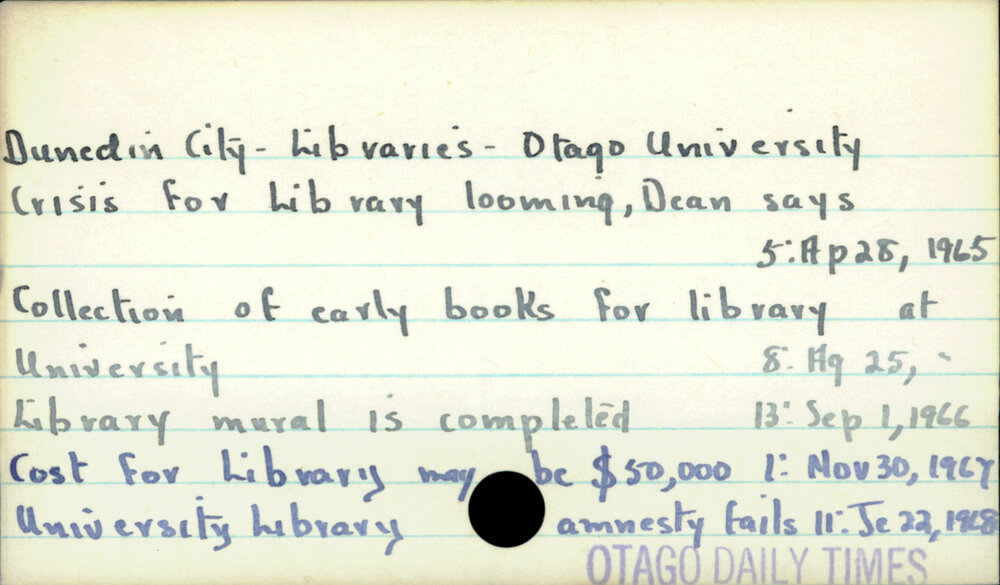 Dunedin City - Libraries - Otago University
Crisis for Library looming, Dean says
5: Ap 28, 1965
Collection of early books for library at
University 8: Ag 25, "
Library mural is completed 13: Sep 1, 1966
Cost for Library may be $50,000 1: Nov 30, 1967
University Library amnesty fails 11: Je 22, 1968
OTAGO DAILY TIMES